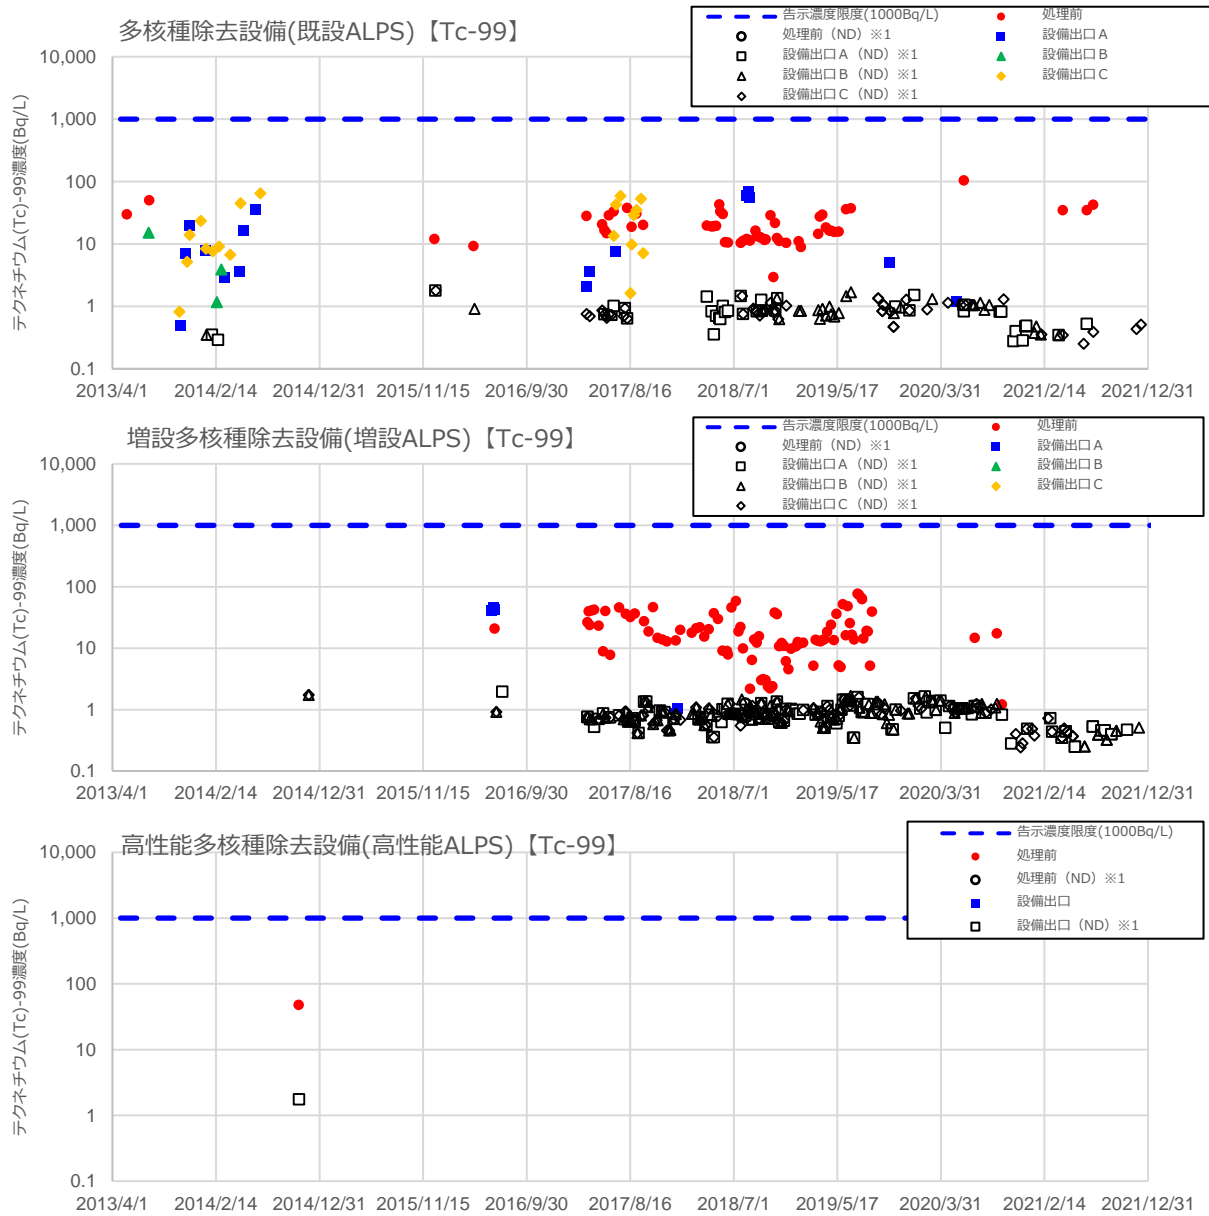 多核種除去設備(既設ALPS)【Tc-99】
告示濃度限度(1000Bq/L)
処理前
処理前（ND）※1
設備出口A
設備出口A（ND）※1
設備出口B
設備出口B（ND）※1
設備出口C
設備出口C（ND）※1
テクネチウム(Tc)-99濃度(Bq/L)
10,000
1,000
100
10
1
0.1
2013/4/1 2014/2/14 2014/12/31 2015/11/15 2016/9/30 2017/8/16 2018/7/1 2019/5/17 2020/3/31 2021/2/14 2021/12/31
増設多核種除去設備(増設ALPS)【Tc-99】
告示濃度限度(1000Bq/L)
処理前
処理前（ND）※1
設備出口A
設備出口A（ND）※1
設備出口B
設備出口B（ND）※1
設備出口C
設備出口C（ND）※1
テクネチウム(Tc)-99濃度(Bq/L)
10,000
1,000
100
10
1
0.1
2013/4/1 2014/2/14 2014/12/31 2015/11/15 2016/9/30 2017/8/16 2018/7/1 2019/5/17 2020/3/31 2021/2/14 2021/12/31
高性能多核種除去設備(高性能ALPS)【Tc-99】
告示濃度限度(1000Bq/L)
処理前
処理前（ND）※1
設備出口
設備出口（ND）※1
テクネチウム(Tc)-99濃度(Bq/L)
10,000
1,000
100
10
1
0.1
2013/4/1 2014/2/14 2014/12/31 2015/11/15 2016/9/30 2017/8/16 2018/7/1 2019/5/17 2020/3/31 2021/2/14 2021/12/31